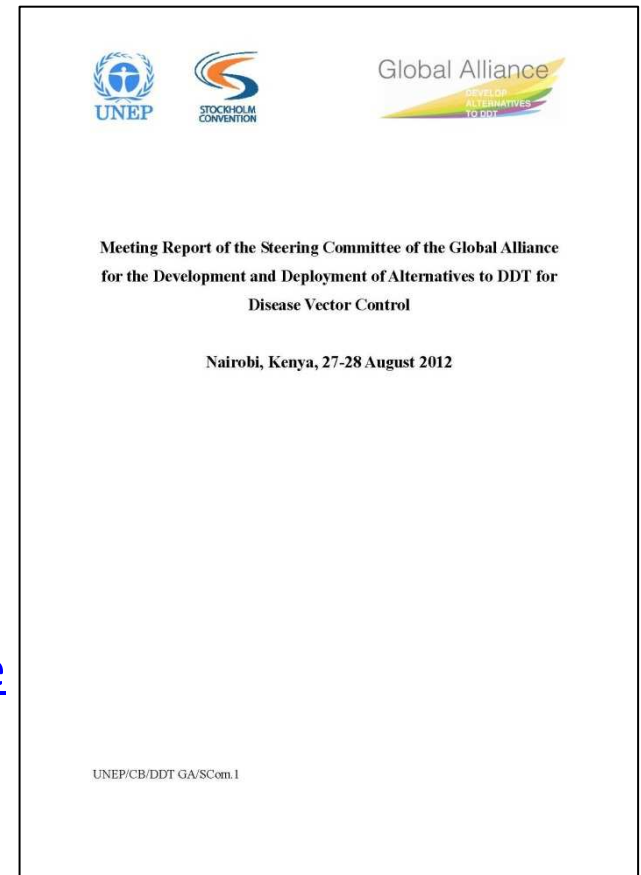 UNEP
STOCKHOLM
CONVENTION
Global Alliance
DEVELOP
ALTERNATIVES
TO DDT
Meeting Report of the Steering Committee of the Global Alliance
for the Development and Deployment of Alternatives to DDT for
Disease Vector Control
Nairobi, Kenya, 27-28 August 2012
e
UNEP/CB/DDT GA/SCom.1